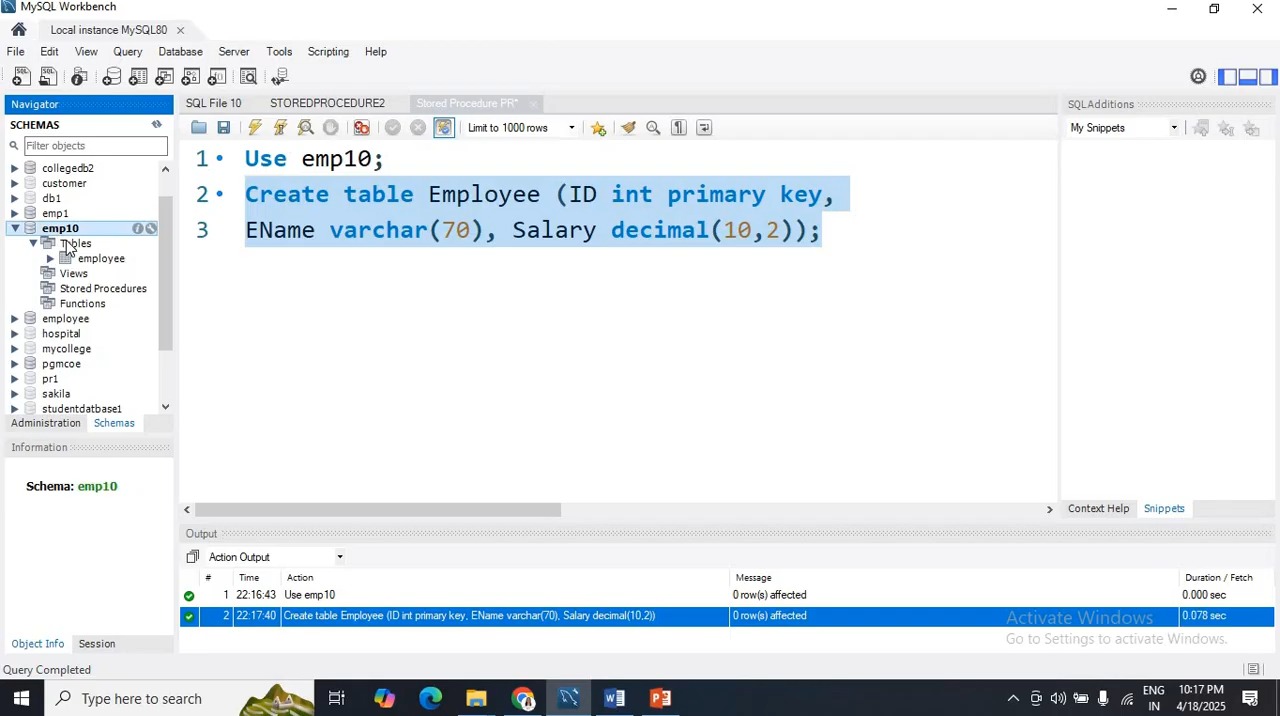 MySQL Workbench
Local instance MySQL80
File Edit View Query Database Server Tools Scripting Help
Navigator
SCHEMAS
Filter objects
collegedb2
customer
db1
emp1
emp10
Tables
employee
Views
Stored Procedures
Functions
employee
hospital
mycollege
pgmcoe
pr1
sakila
studentdatbase1
Administration Schemas
Information
Schema: emp10
Object Info Session
SQL File 10 STOREDPROCEDURE2 Stored Procedure PR*
Limit to 1000 rows
1 Use emp10;
2 Create table Employee (ID int primary key,
3 EName varchar(70), Salary decimal(10,2));
SQLAdditions
My Snippets
Context Help Snippets
Output
Action Output
# Time Action Message Duration / Fetch
1 22:16:43 Use emp10 0 row(s) affected 0.000 sec
2 22:17:40 Create table Employee (ID int primary key, EName varchar(70), Salary decimal(10,2)) 0 row(s) affected 0.078 sec
Activate Windows
Go to Settings to activate Windows.
Query Completed
Type here to search
ENG
IN
10:17 PM
4/18/2025